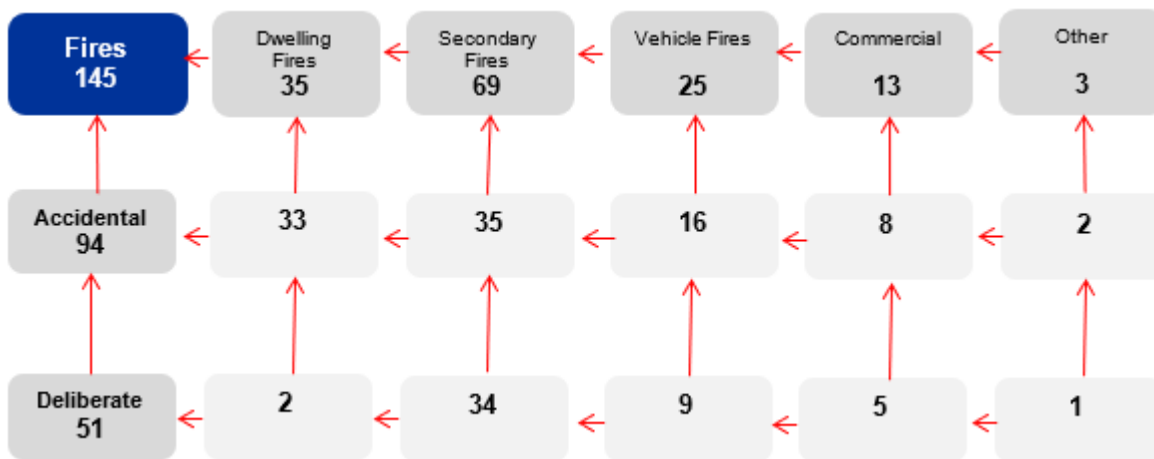 Fires
145
Dwelling
Fires
35
Secondary
Fires
69
Vehicle Fires
25
Commercial
13
Other
3
Accidental
94
33
35
16
8
2
Deliberate
51
2
34
9
5
1